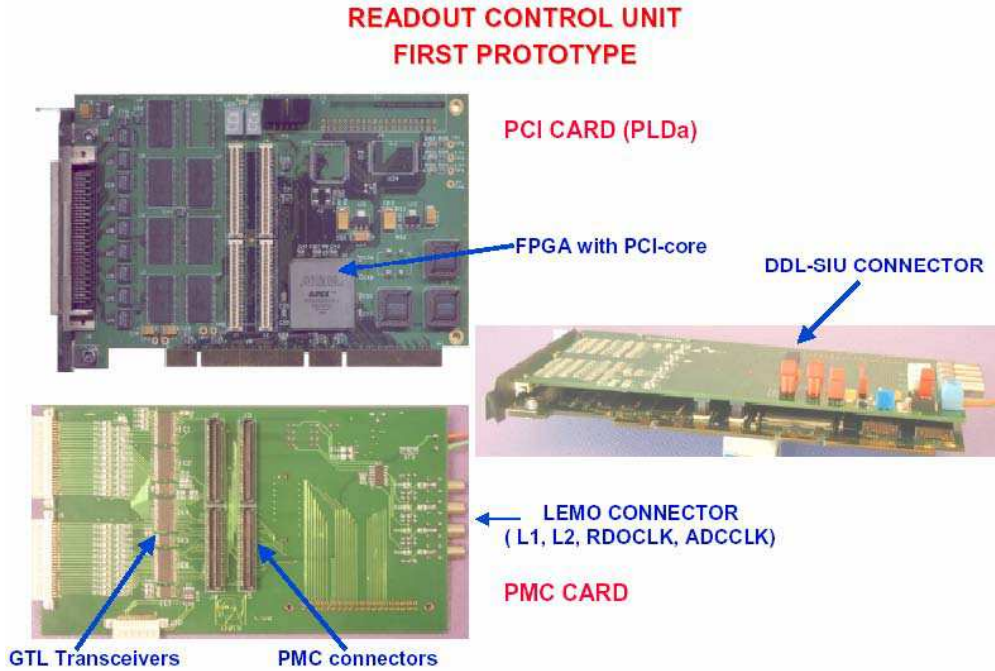 READOUT CONTROL UNIT
FIRST PROTOTYPE
PCI CARD (PLDa)
FPGA with PCI-core
DDL-SIU CONNECTOR
LEMO CONNECTOR
( L1, L2, RDOCLK, ADCCLK)
PMC CARD
GTL Transceivers
PMC connectors